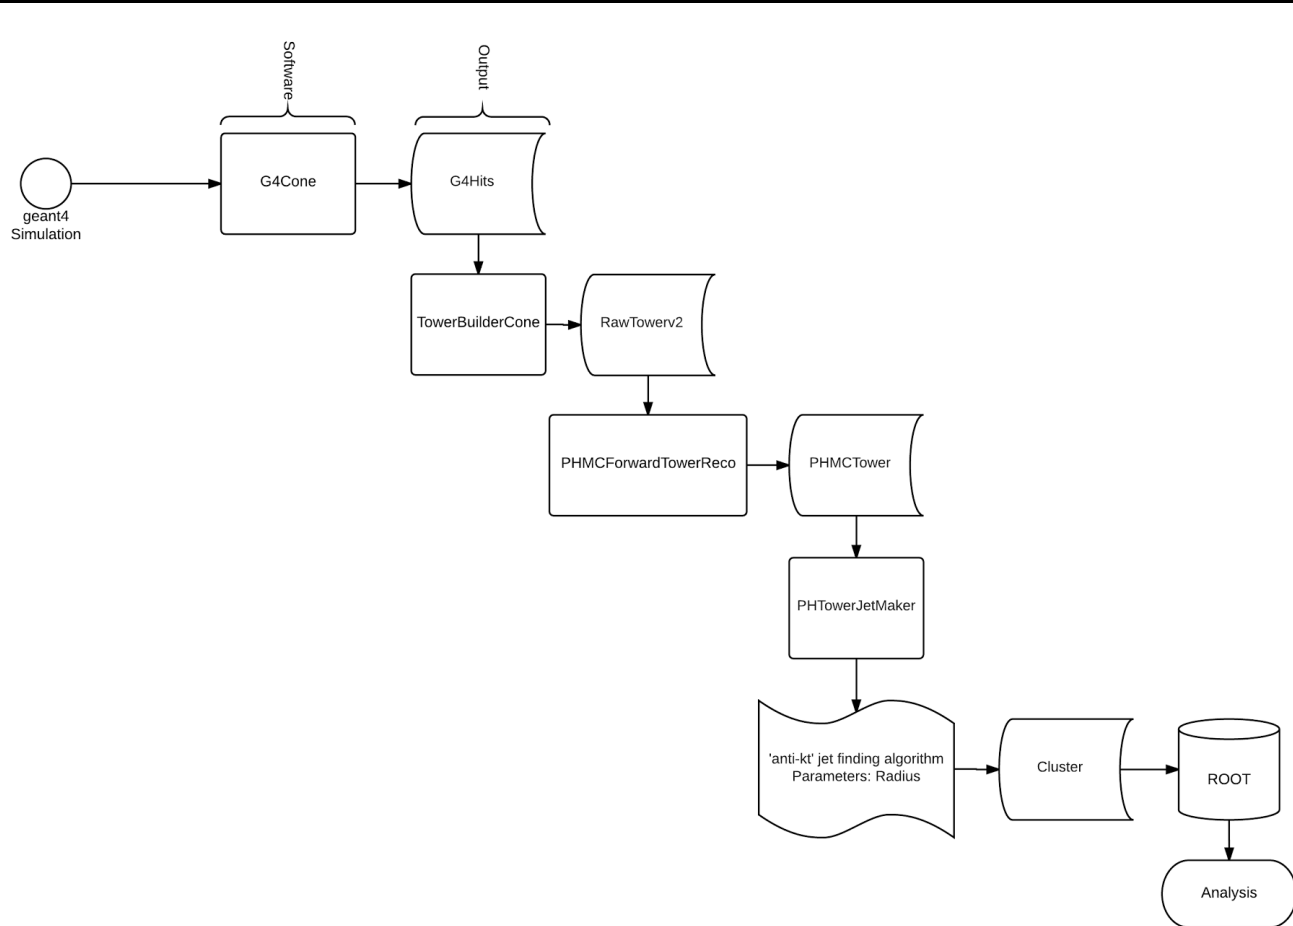 Software
Output
G4Cone
G4Hits
geant4
Simulation
TowerBuilderCone
RawTowerv2
PHMCForwardTowerReco
PHMCTower
PHTowerJetMaker
'anti-kt' jet finding algorithm
Parameters: Radius
Cluster
ROOT
Analysis